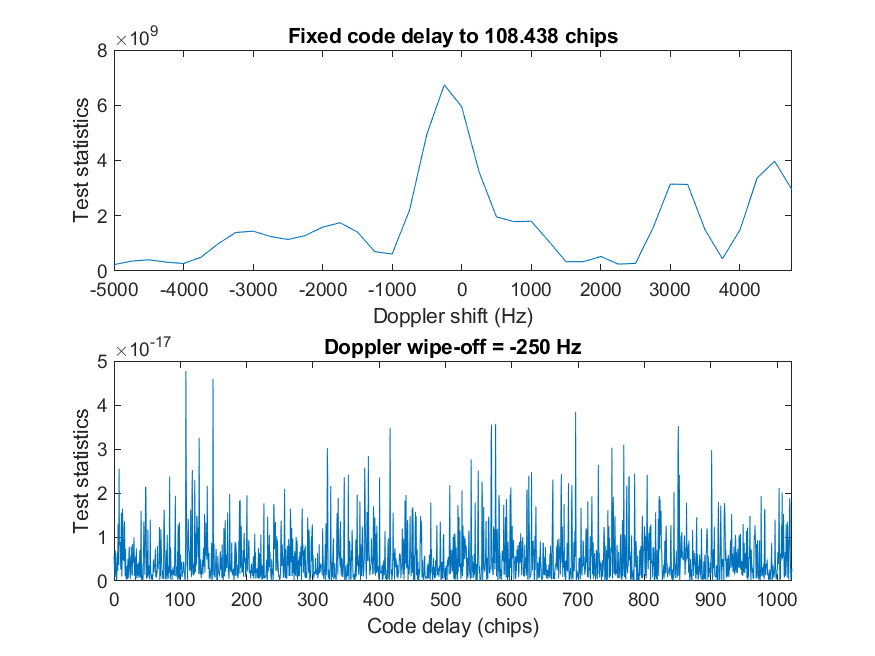 Fixed code delay to 108.438 chips
×10^9
8
6
4
2
0
Test statistics
-5000 -4000 -3000 -2000 -1000 0 1000 2000 3000 4000
Doppler shift (Hz)
Doppler wipe-off = -250 Hz
×10^-17
5
4
3
2
1
0
Test statistics
0 100 200 300 400 500 600 700 800 900 1000
Code delay (chips)